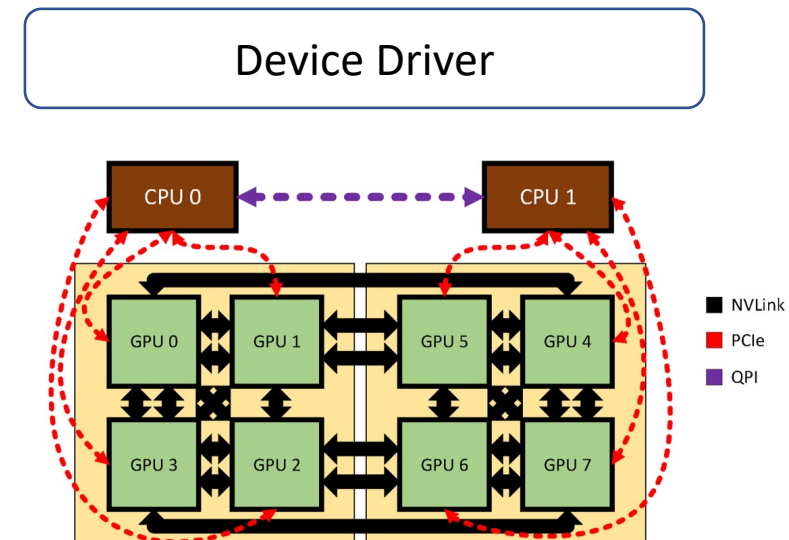 Device Driver
CPU 0
CPU 1
GPU 0
GPU 1
GPU 5
GPU 4
NVLink
PCIe
QPI
GPU 3
GPU 2
GPU 6
GPU 7